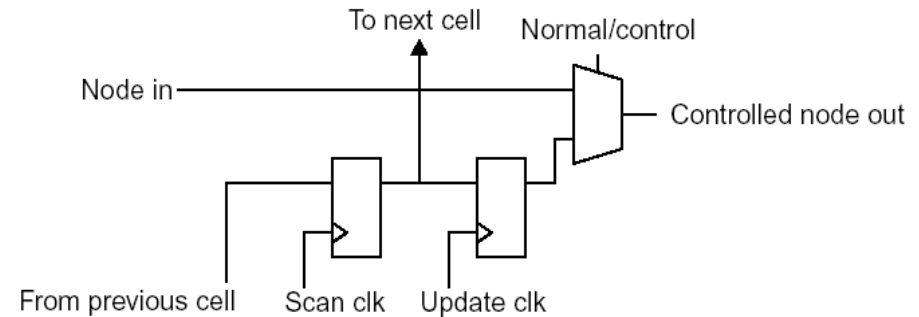 To next cell
Normal/control
Node in
Controlled node out
From previous cell
Scan clk
Update clk